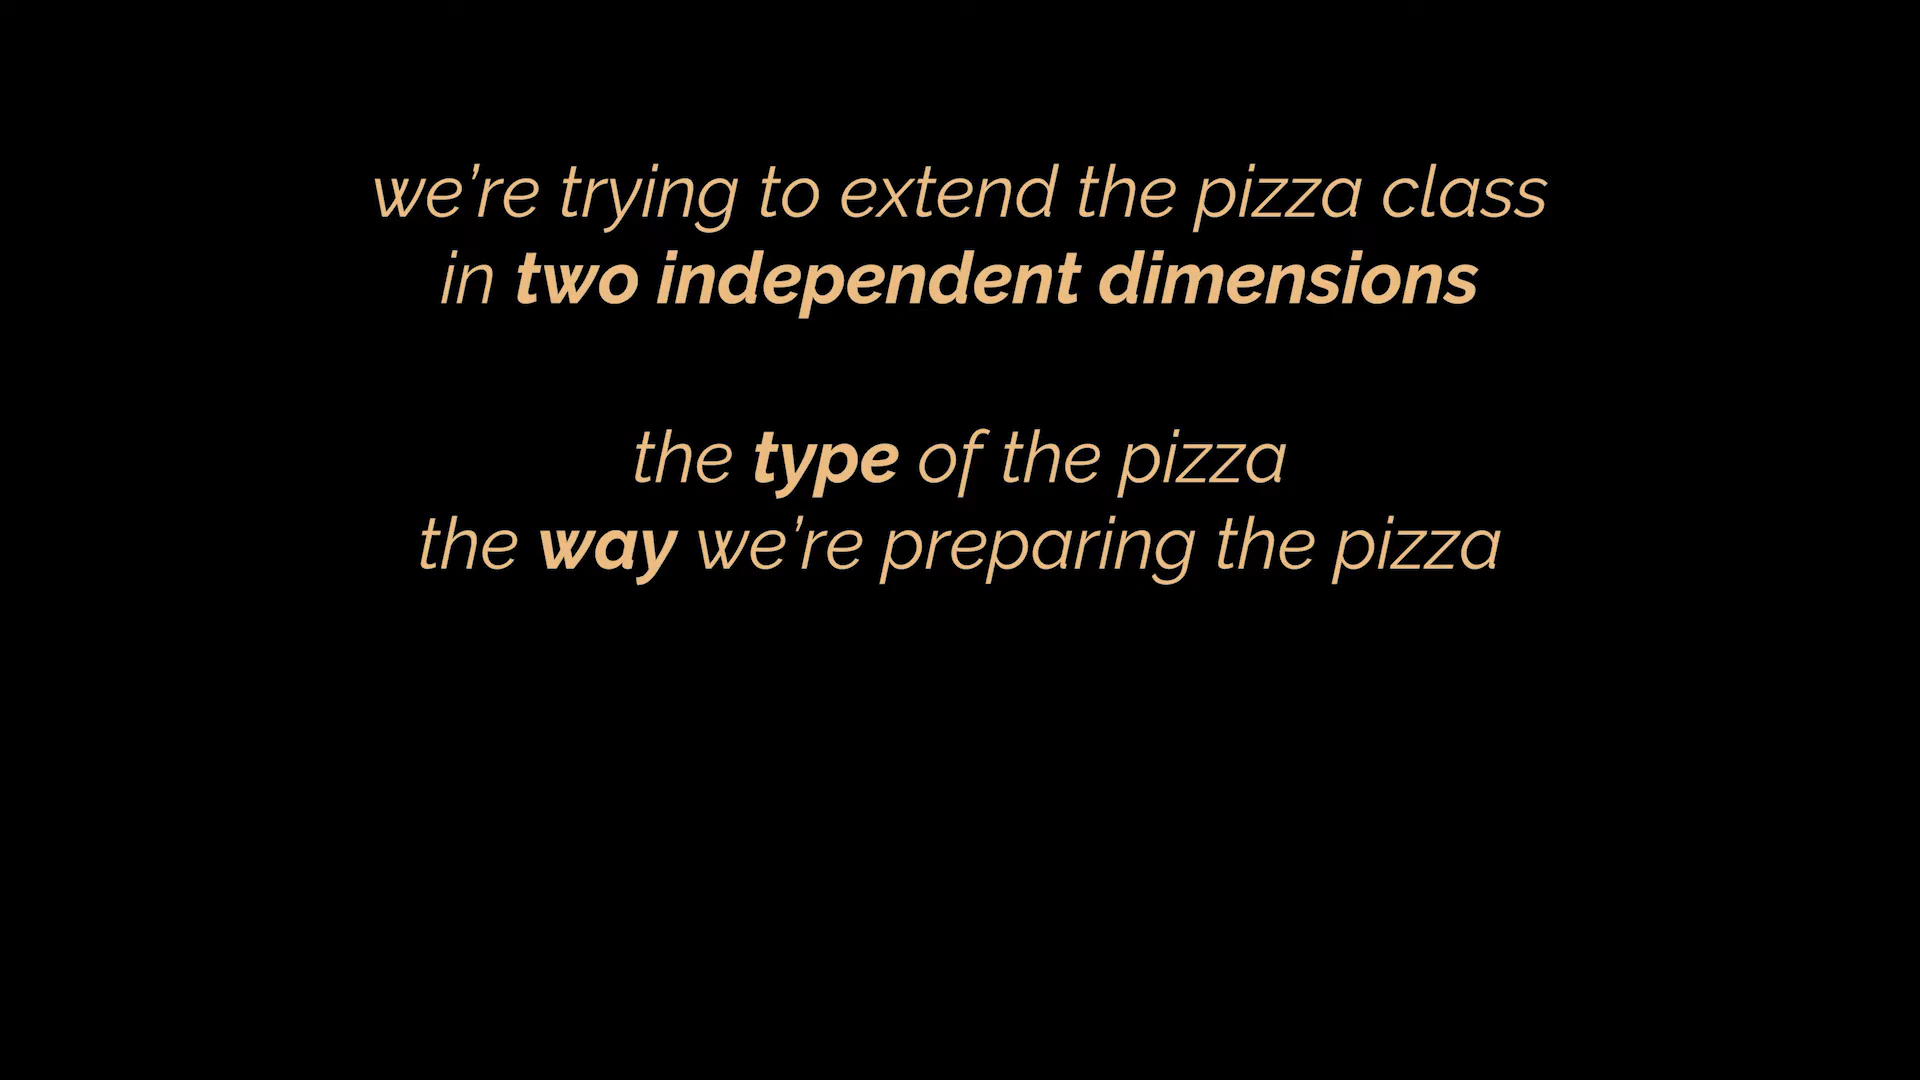 we’re trying to extend the pizza class
in two independent dimensions
the type of the pizza
the way we’re preparing the pizza